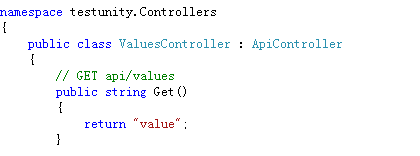 namespace testunity.Controllers
{
    public class ValuesController : ApiController
    {
        // GET api/values
        public string Get()
        {
            return "value";
        }